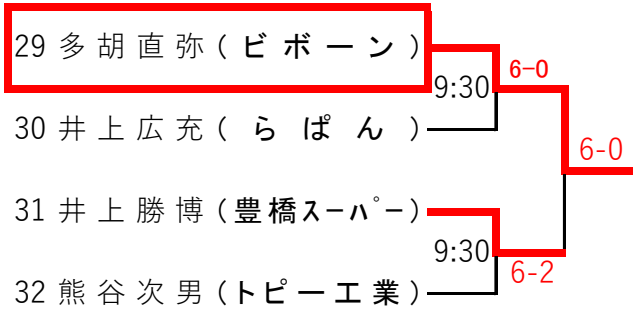 29 多胡直弥(ビボーン)
6-0
9:30
30 井上広充(らぱん)
6-0
31 井上勝博(豊橋スーパー)
9:30
6-2
32 熊谷次男(トピー工業)